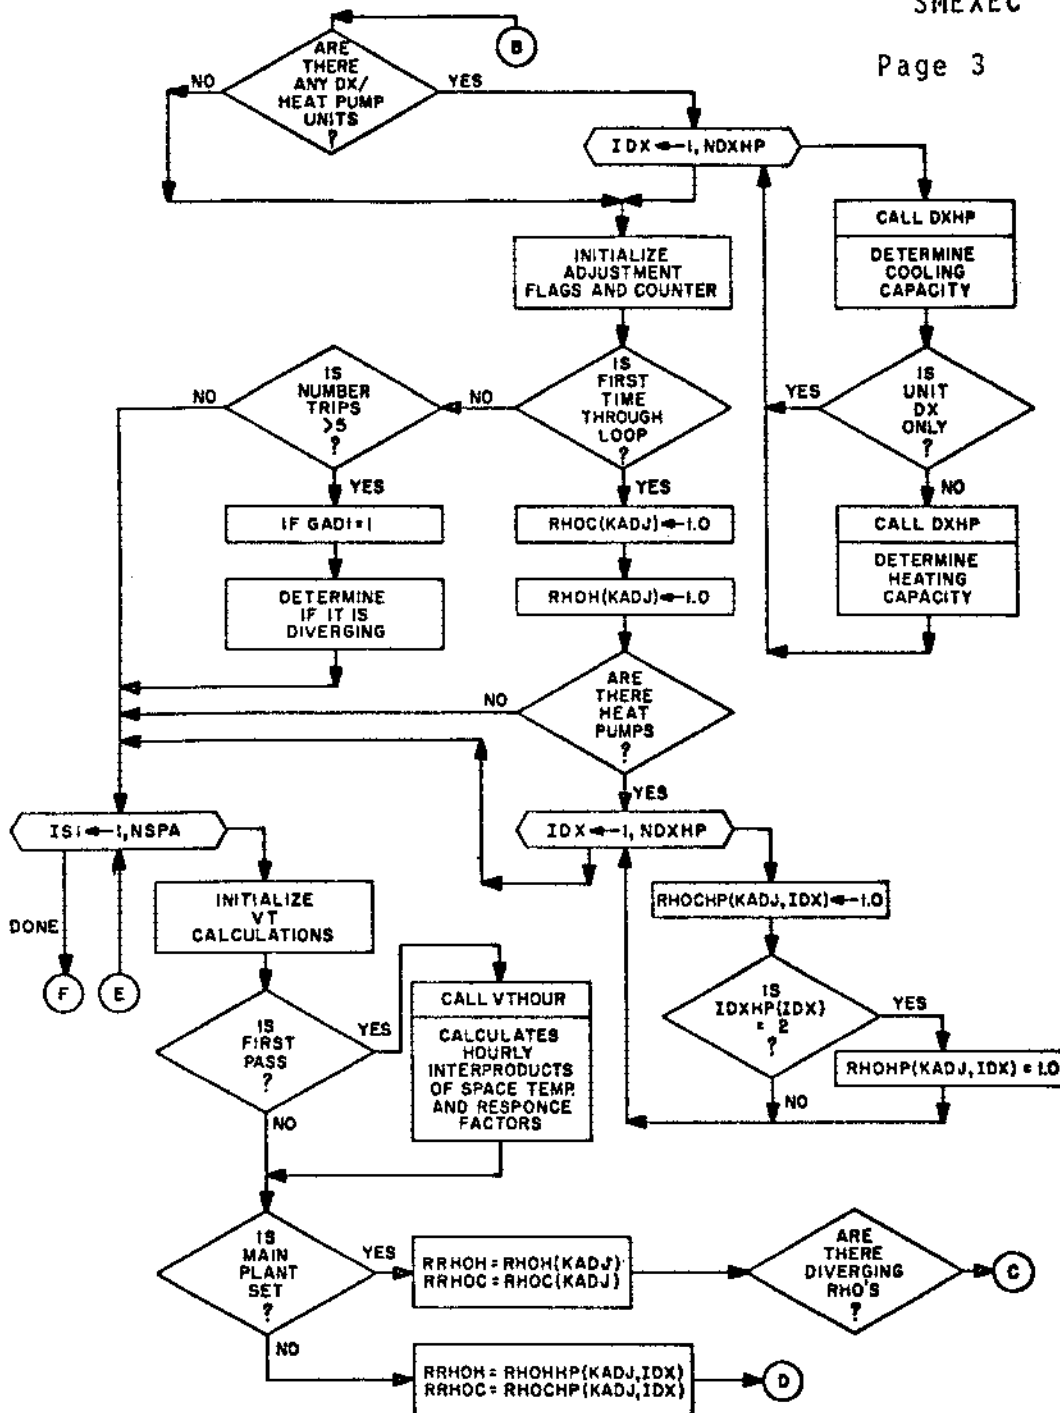 SMEXEC
Page 3
B
ARE
THERE
ANY DX/
HEAT PUMP
UNITS
?
NO
YES
IDX ← 1, NDXHP
CALL DXHP
DETERMINE
COOLING
CAPACITY
INITIALIZE
ADJUSTMENT
FLAGS AND COUNTER
IS
NUMBER
TRIPS
>5
?
NO
YES
IS
FIRST
TIME
THROUGH
LOOP
?
NO
YES
IS
UNIT
DX
ONLY
?
YES
NO
IF GADI = 1
RHOC(KADJ) ← 1.0
CALL DXHP
DETERMINE
HEATING
CAPACITY
DETERMINE
IF IT IS
DIVERGING
RHOH(KADJ) ← 1.0
ARE
THERE
HEAT
PUMPS
?
NO
YES
IS1 ← 1, NSPA
IDX ← 1, NDXHP
DONE
F
E
INITIALIZE
VT
CALCULATIONS
RHOCHP(KADJ,IDX) ← 1.0
IS
FIRST
PASS
?
YES
NO
CALL VTHOUR
CALCULATES
HOURLY
INTERPRODUCTS
OF SPACE TEMP.
AND RESPONCE
FACTORS
IS
IDXHP(IDX)
= 2
?
YES
NO
RHOHP(KADJ,IDX) = 1.0
IS
MAIN
PLANT
SET
?
YES
NO
RRHOH = RHOH(KADJ)
RRHOC = RHOC(KADJ)
ARE
THERE
DIVERGING
RHO'S
?
C
RRHOH = RHOHHP(KADJ,IDX)
RRHOC = RHOCHP(KADJ,IDX)
D